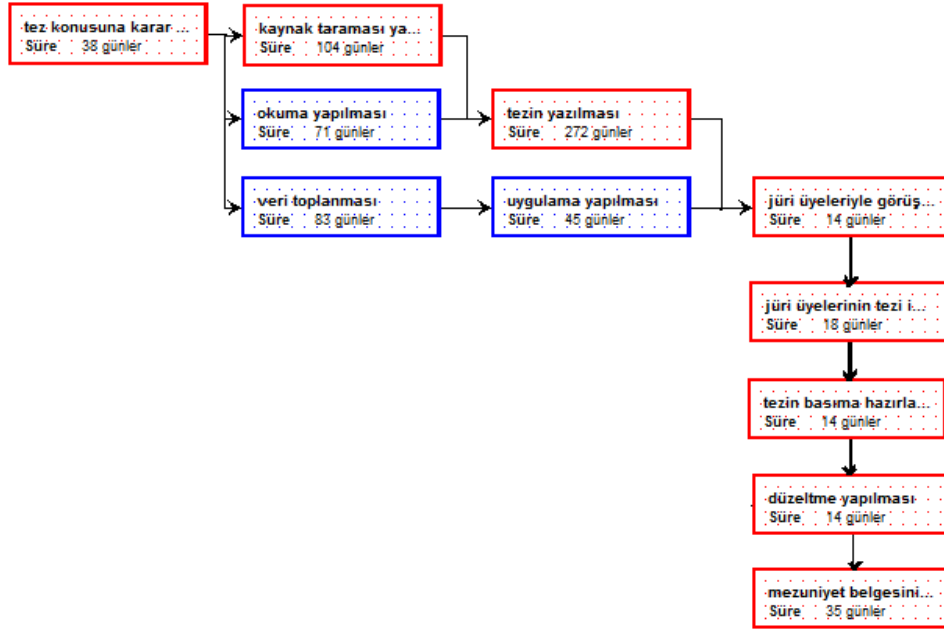 tez konusuna karar ...
Süre 38 günler
kaynak taraması ya...
Süre 104 günler
okuma yapılması
Süre 71 günler
tezin yazılması
Süre 272 günler
veri toplanması
Süre 83 günler
uygulama yapılması
Süre 45 günler
jüri üyeleriyle görüş...
Süre 14 günler
jüri üyelerinin tezi i...
Süre 18 günler
tezin basıma hazırla...
Süre 14 günler
düzeltme yapılması
Süre 14 günler
mezuniyet belgesini...
Süre 35 günler